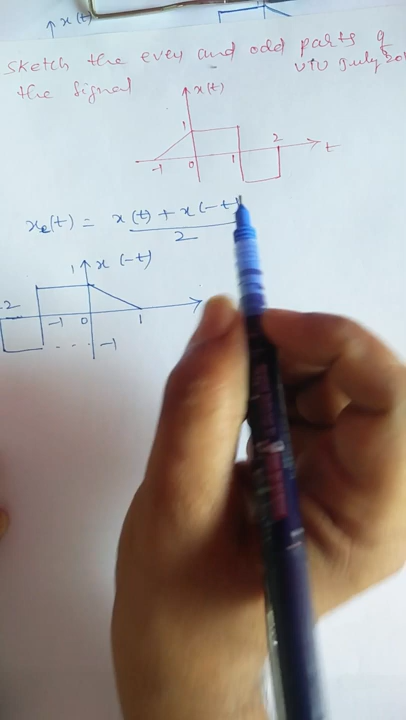 x(t)
Sketch the even and odd parts of
the signal VTU July 20
x(t)
1
-1 0 1 2 t
xe(t) = x(t) + x(-t)
2
1 x(-t)
-2 -1 0 1
-1